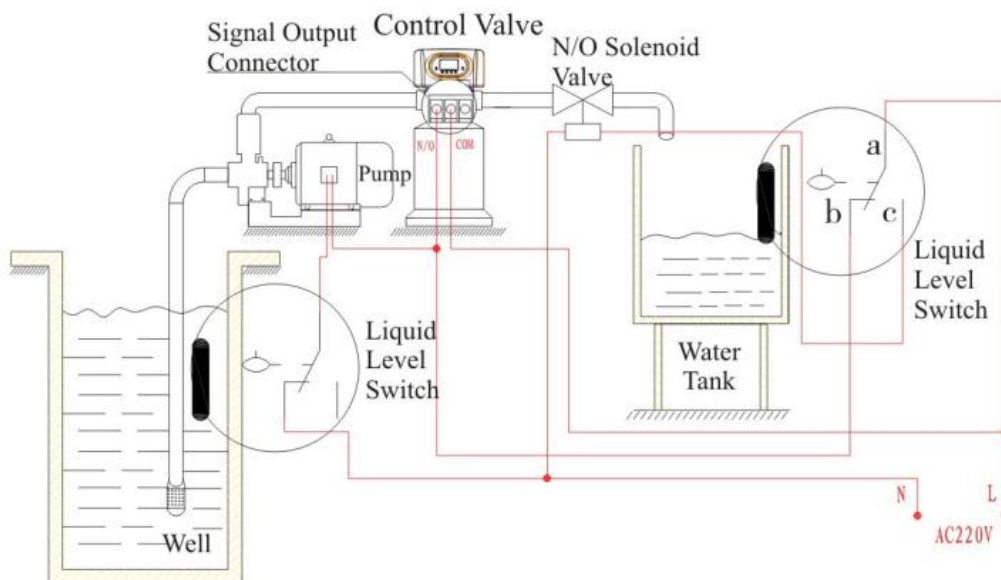 Signal Output
Connector
Control Valve
N/O Solenoid
Valve
N/O
COM
Pump
a
b
c
Liquid
Level
Switch
Liquid
Level
Switch
Water
Tank
Well
N
L
AC220V